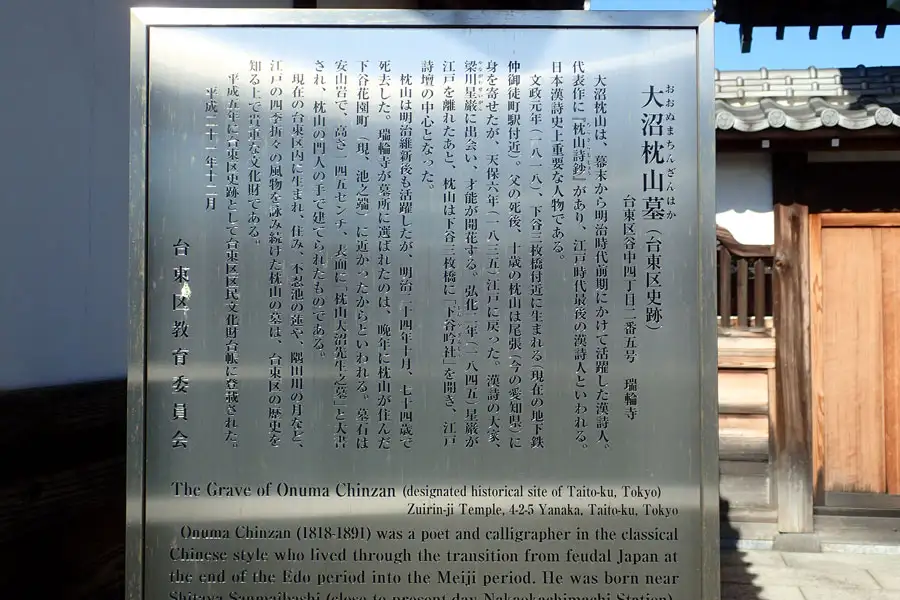 おおぬまちんざんはか
大沼枕山墓（台東区史跡）
台東区谷中四丁目二番五号　瑞輪寺
大沼枕山は、幕末から明治時代前期にかけて活躍した漢詩人。
代表作に『枕山詩鈔』があり、江戸時代最後の漢詩人といわれる。
日本漢詩史上重要な人物である。
文政元年（一八一八）、下谷三枚橋付近に生まれる（現在の地下鉄
仲御徒町駅付近）。父の死後、十歳の枕山は尾張（今の愛知県）に
身を寄せたが、天保六年（一八三五）江戸に戻った。漢詩の大家、
梁川星巌に出会い、才能が開花する。弘化二年（一八四五）星巌が
江戸を離れたあと、枕山は下谷三枚橋に「下谷吟社」を開き、江戸
詩壇の中心となった。
枕山は明治維新後も活躍したが、明治二十四年十月、七十四歳で
死去した。瑞輪寺が墓所に選ばれたのは、晩年に枕山が住んだ
下谷花園町（現、池之端）に近かったからといわれる。墓石は
安山岩で、高さ一四五センチ、表面に「枕山大沼先生之墓」と大書
され、枕山の門人の手で建てられたものである。
現在の台東区内に生まれ、住み、不忍池の蓮や、隅田川の月など、
江戸の四季折々の風物を詠み続けた枕山の墓は、台東区の歴史を
知る上で貴重な文化財である。
平成五年に台東区史跡として台東区区民文化財台帳に登載された。
平成二十一年十二月
台東区教育委員会
The Grave of Onuma Chinzan (designated historical site of Taito-ku, Tokyo)
Zuirin-ji Temple, 4-2-5 Yanaka, Taito-ku, Tokyo
Onuma Chinzan (1818-1891) was a poet and calligrapher in the classical
Chinese style who lived through the transition from feudal Japan at
the end of the Edo period into the Meiji period. He was born near
Shitaya Sanmaibashi (close to present-day Nakaokachimachi Station).